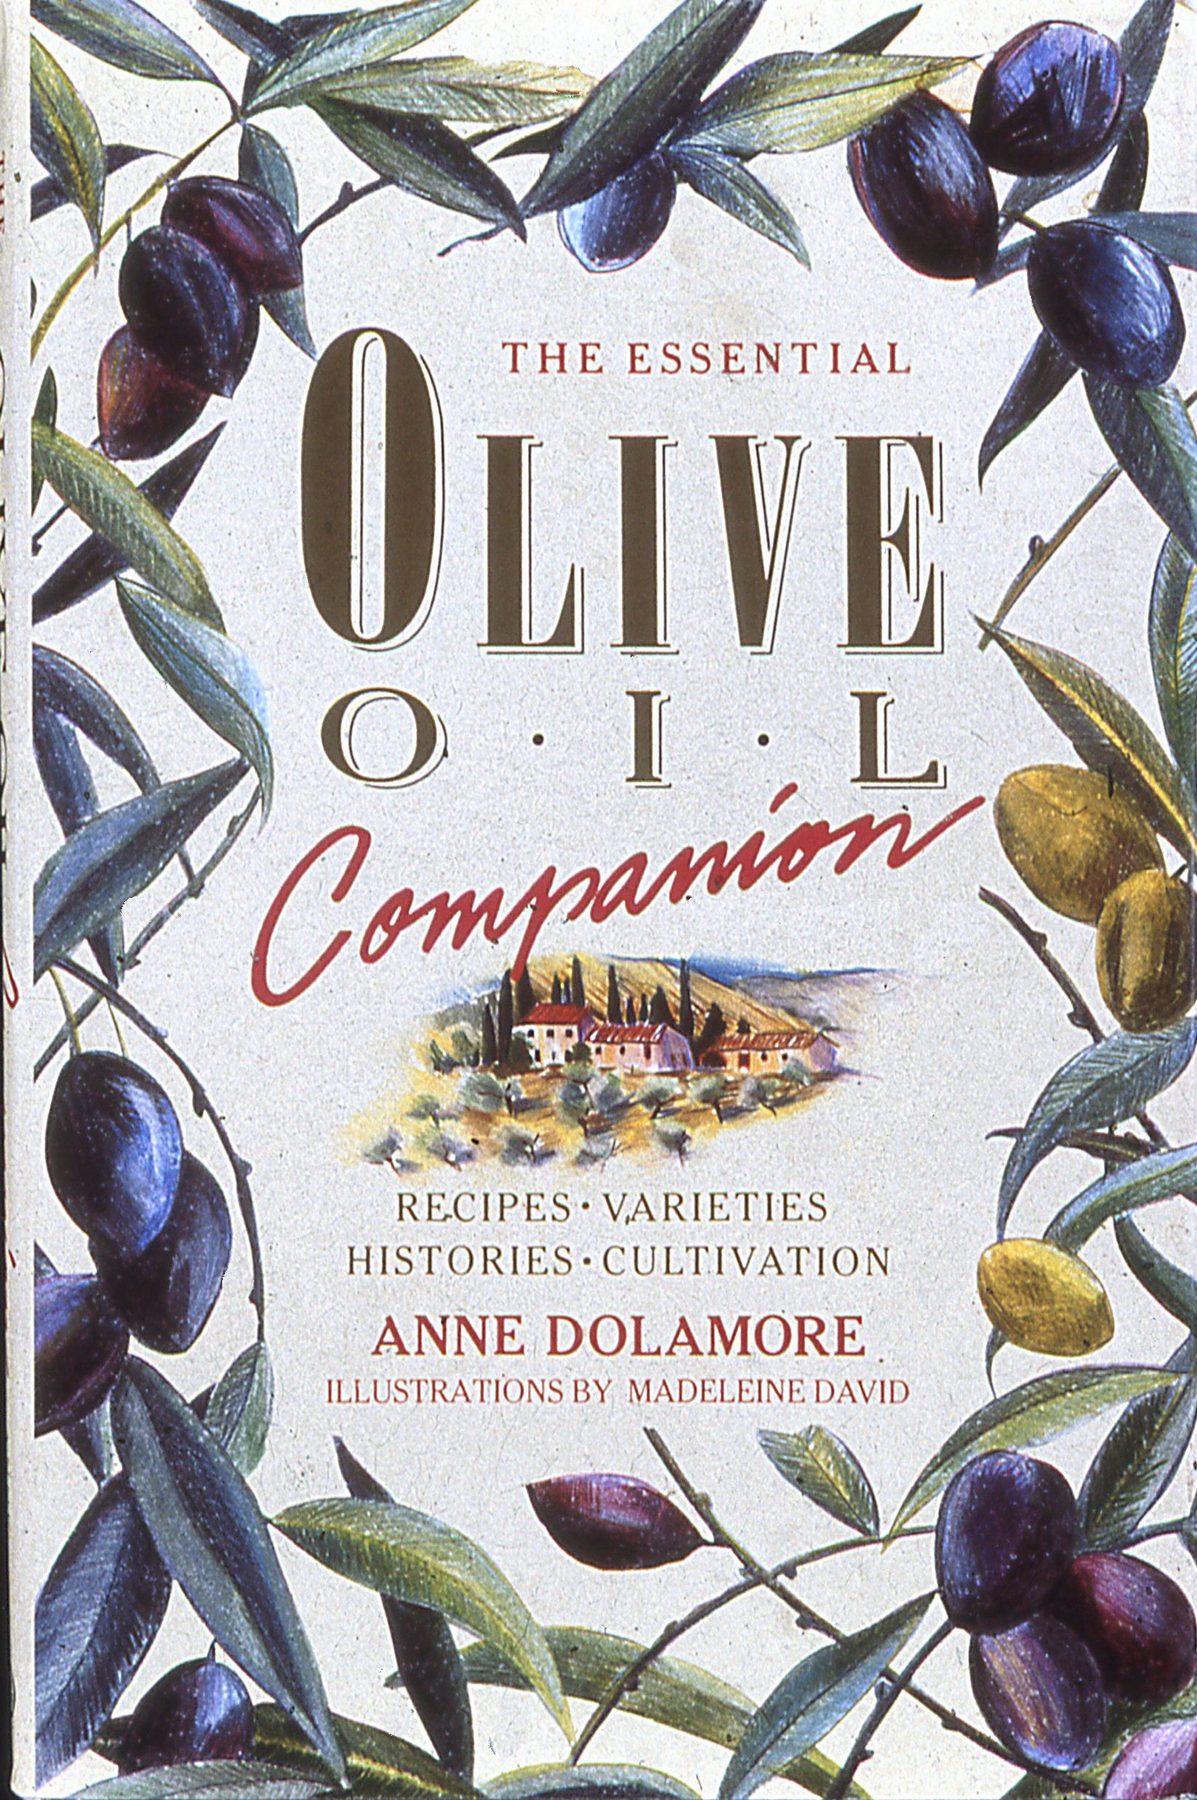 THE ESSENTIAL
OLIVE
O · I · L
Companion
RECIPES · VARIETIES
HISTORIES · CULTIVATION
ANNE DOLAMORE
ILLUSTRATIONS BY MADELEINE DAVID